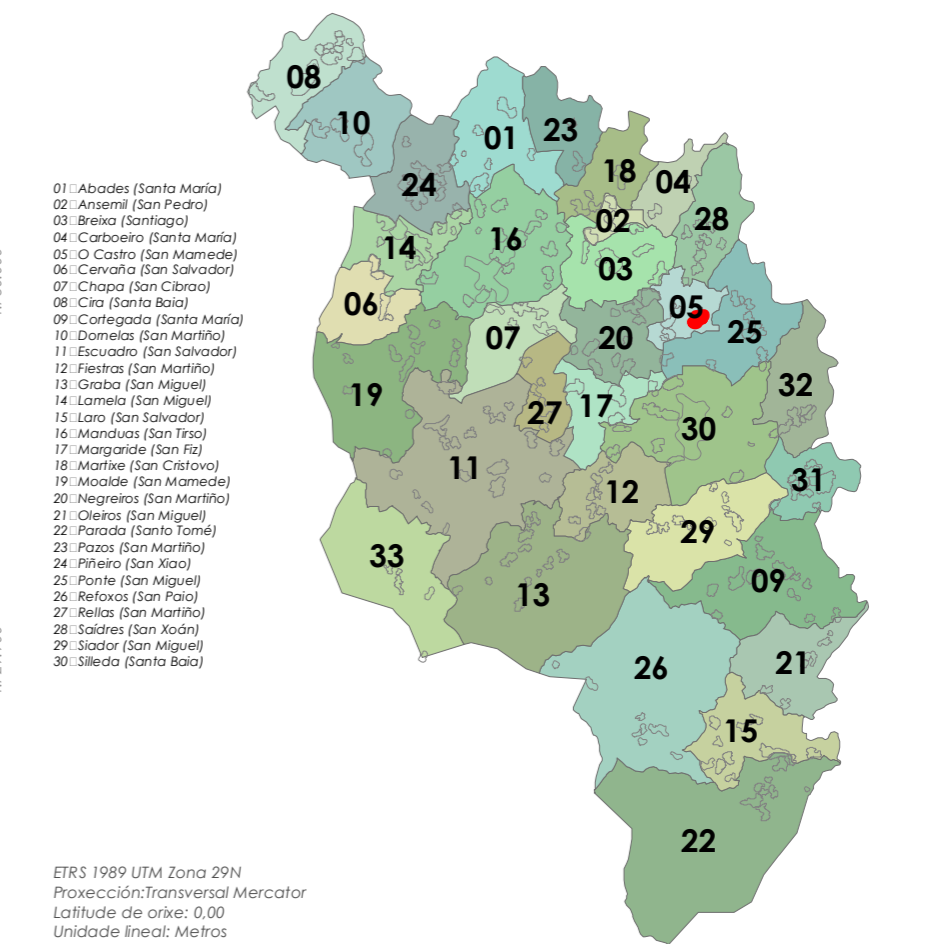 08
10
01
23
18
04
24
02
28
14
16
03
06
05
07
20
25
19
27
17
32
30
11
12
31
29
33
13
09
26
21
15
22
01 Abades (Santa María)
02 Ansemil (San Pedro)
03 Breixa (Santiago)
04 Carboeiro (Santa María)
05 O Castro (San Mamede)
06 Cervaña (San Salvador)
07 Chapa (San Cibrao)
08 Cira (Santa Baia)
09 Cortegada (Santa María)
10 Dornelas (San Martiño)
11 Escuadro (San Salvador)
12 Fiestras (San Martiño)
13 Graba (San Miguel)
14 Lamela (San Miguel)
15 Laro (San Salvador)
16 Manduas (San Tirso)
17 Margaride (San Fiz)
18 Martixe (San Cristovo)
19 Moalde (San Mamede)
20 Negreiros (San Martiño)
21 Oleiros (San Miguel)
22 Parada (Santo Tomé)
23 Pazos (San Martiño)
24 Piñeiro (San Xiao)
25 Ponte (San Miguel)
26 Refoxos (San Paio)
27 Rellas (San Martiño)
28 Saídres (San Xoán)
29 Siador (San Miguel)
30 Silleda (Santa Baia)
ETRS 1989 UTM Zona 29N
Proxección:Transversal Mercator
Latitude de orixe: 0,00
Unidade lineal: Metros